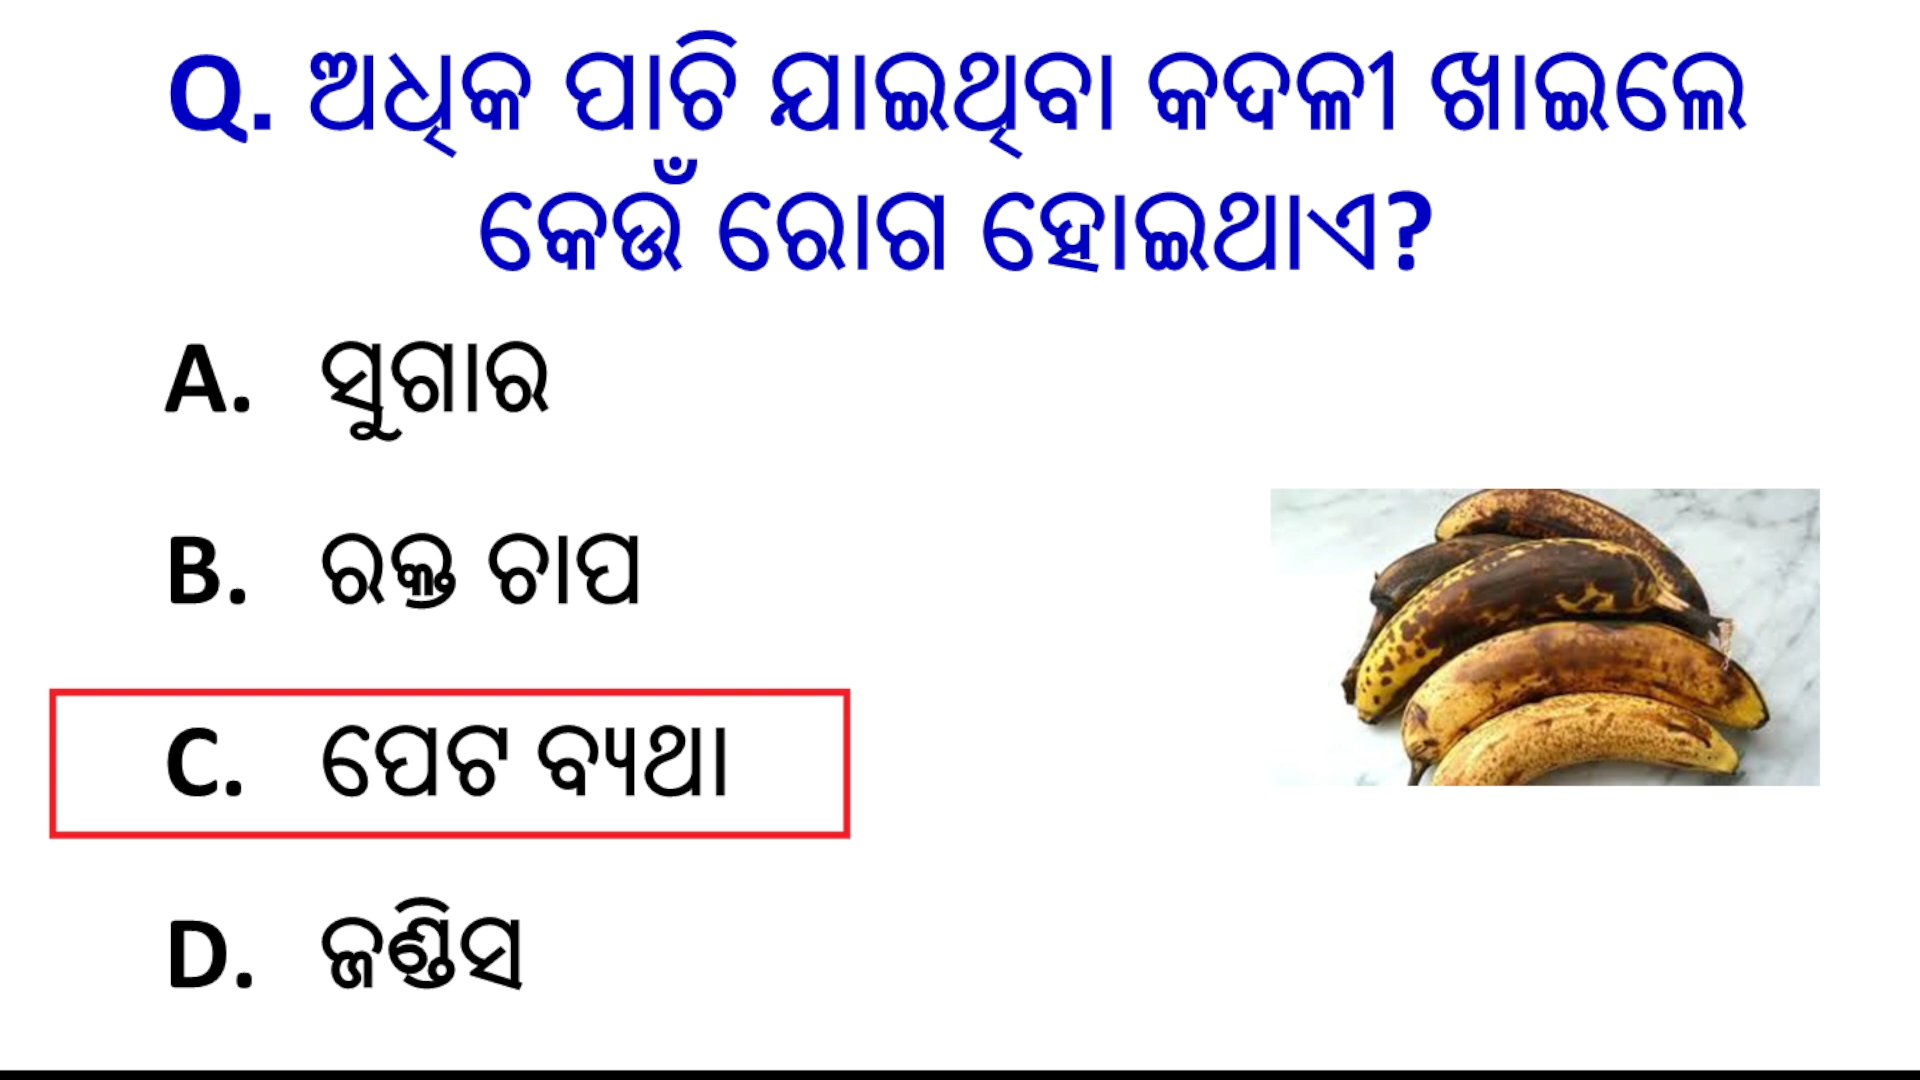 Q. ଅଧିକ ପାଚି ଯାଇଥିବା କଦଳୀ ଖାଇଲେ
କେଉଁ ରୋଗ ହୋଇଥାଏ?
A. ସୁଗାର
B. ରକ୍ତ ଚାପ
C. ପେଟ ବ୍ୟଥା
D. ଜଣ୍ଡିସ